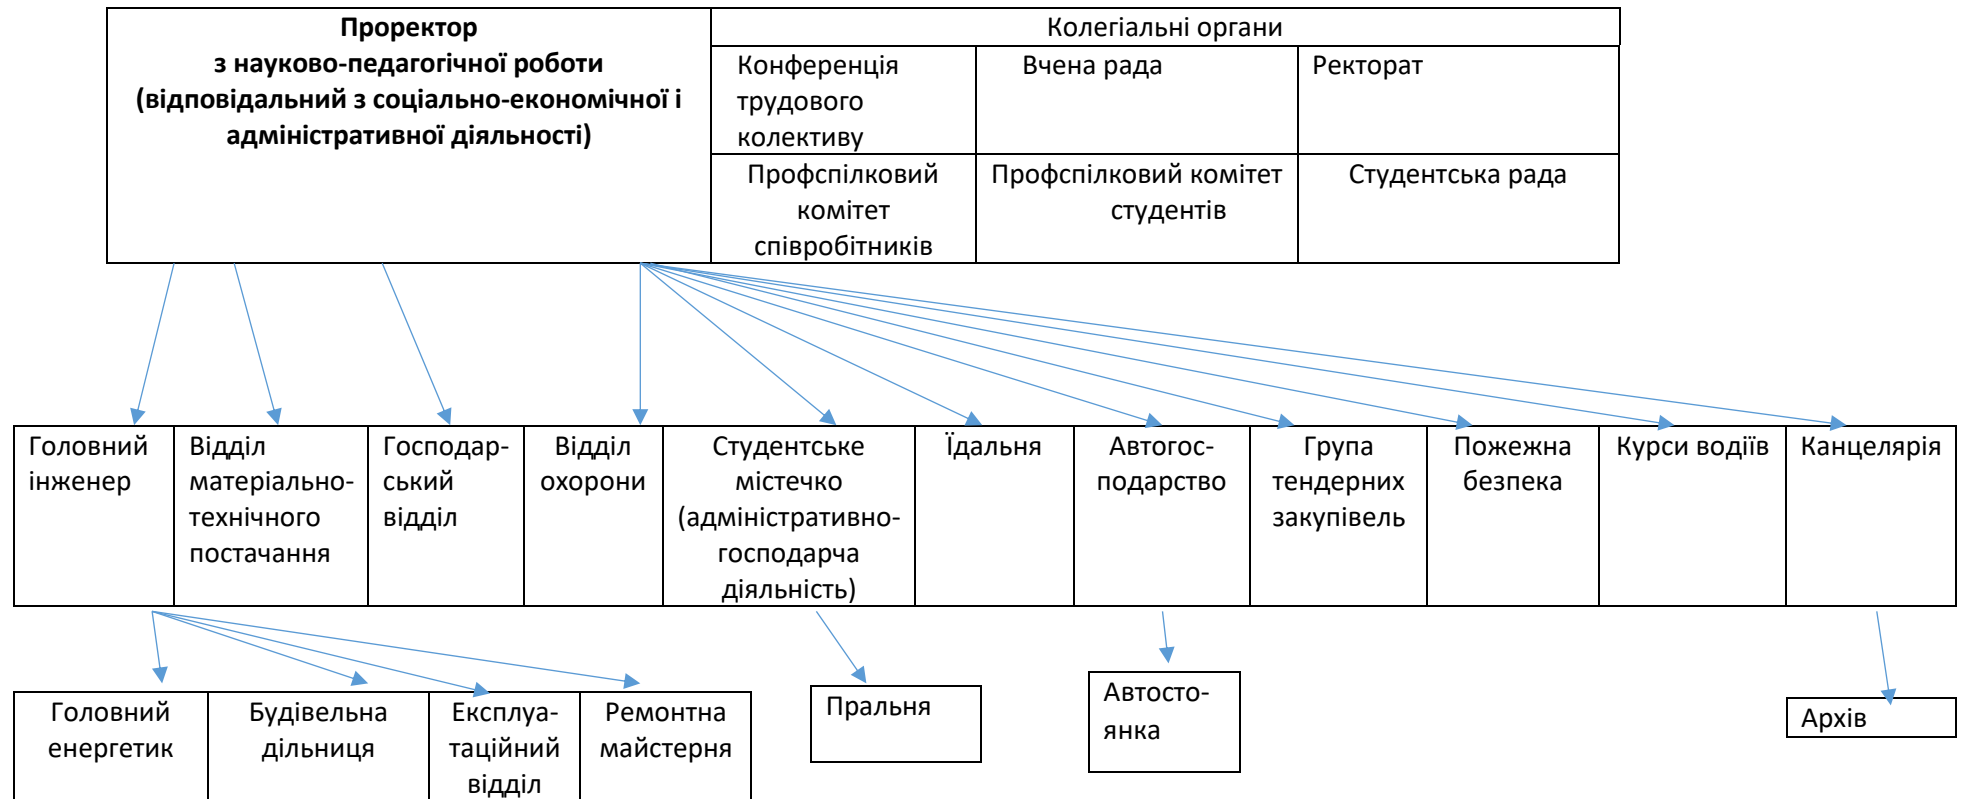 Проректор
з науково-педагогічної роботи
(відповідальний з соціально-економічної і
адміністративної діяльності)
Колегіальні органи
Конференція
трудового
колективу
Вчена рада
Ректорат
Профспілковий
комітет
співробітників
Профспілковий комітет
студентів
Студентська рада
Головний
інженер
Відділ
матеріально-
технічного
постачання
Господар-
ський
відділ
Відділ
охорони
Студентське
містечко
(адміністративно-
господарча
діяльність)
Їдальня
Автогос-
подарство
Група
тендерних
закупівель
Пожежна
безпека
Курси водіїв
Канцелярія
Головний
енергетик
Будівельна
дільниця
Експлуа-
таційний
відділ
Ремонтна
майстерня
Пральня
Автосто-
янка
Архів